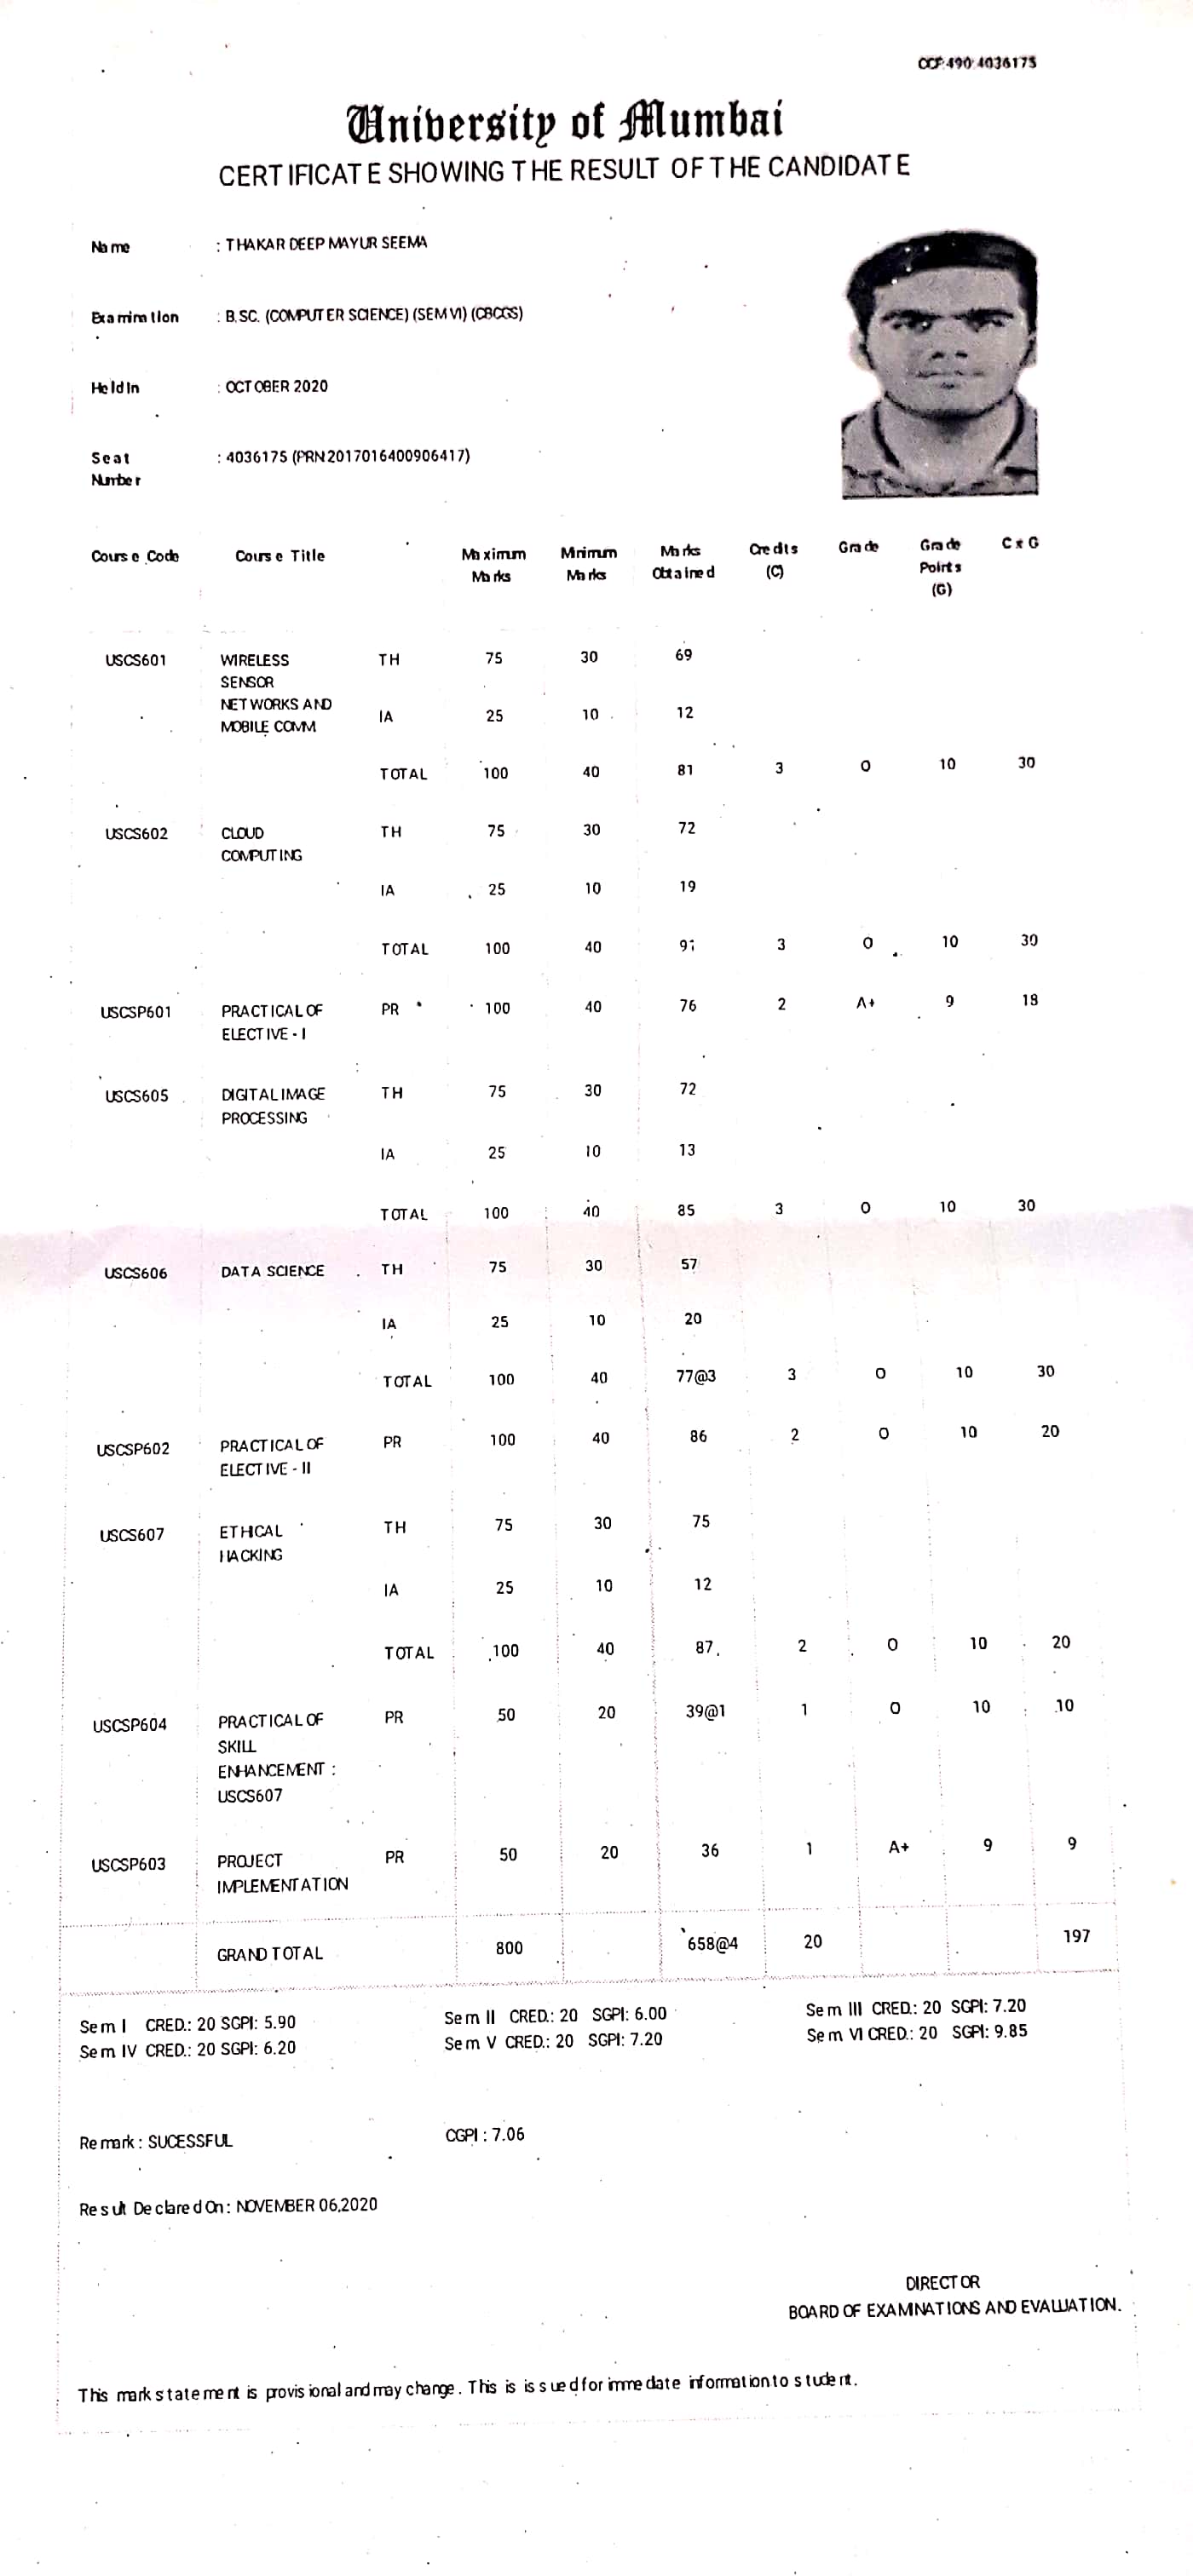 CCF:490:4036175
University of Mumbai
CERTIFICATE SHOWING THE RESULT OF THE CANDIDATE
Name : THAKAR DEEP MAYUR SEEMA
Examination : B.SC. (COMPUTER SCIENCE) (SEM VI) (CBCGS)
Held In : OCTOBER 2020
Seat Number : 4036175 (PRN2017016400906417)
Course Code Course Title Maximum Marks Minimum Marks Marks Obtained Credits (C) Grade Grade Points (G) C x G
USCS601 WIRELESS SENSOR NETWORKS AND MOBILE COMM TH 75 30 69
IA 25 10 12
TOTAL 100 40 81 3 O 10 30
USCS602 CLOUD COMPUTING TH 75 30 72
IA 25 10 19
TOTAL 100 40 91 3 O 10 30
USCSP601 PRACTICAL OF ELECTIVE - I PR 100 40 76 2 A+ 9 18
USCS605 DIGITAL IMAGE PROCESSING TH 75 30 72
IA 25 10 13
TOTAL 100 40 85 3 O 10 30
USCS606 DATA SCIENCE TH 75 30 57
IA 25 10 20
TOTAL 100 40 77@3 3 O 10 30
USCSP602 PRACTICAL OF ELECTIVE - II PR 100 40 86 2 O 10 20
USCS607 ETHICAL HACKING TH 75 30 75
IA 25 10 12
TOTAL 100 40 87 2 O 10 20
USCSP604 PRACTICAL OF SKILL ENHANCEMENT : USCS607 PR 50 20 39@1 1 O 10 10
USCSP603 PROJECT IMPLEMENTATION PR 50 20 36 1 A+ 9 9
GRAND TOTAL 800 658@4 20 197
Sem I CRED.: 20 SGPI: 5.90 Sem II CRED.: 20 SGPI: 6.00 Sem III CRED.: 20 SGPI: 7.20
Sem IV CRED.: 20 SGPI: 6.20 Sem V CRED.: 20 SGPI: 7.20 Sem VI CRED.: 20 SGPI: 9.85
Remark : SUCESSFUL CGPI : 7.06
Result Declared On : NOVEMBER 06,2020
DIRECTOR
BOARD OF EXAMINATIONS AND EVALUATION.
This mark statement is provisional and may change. This is issued for immediate information to student.